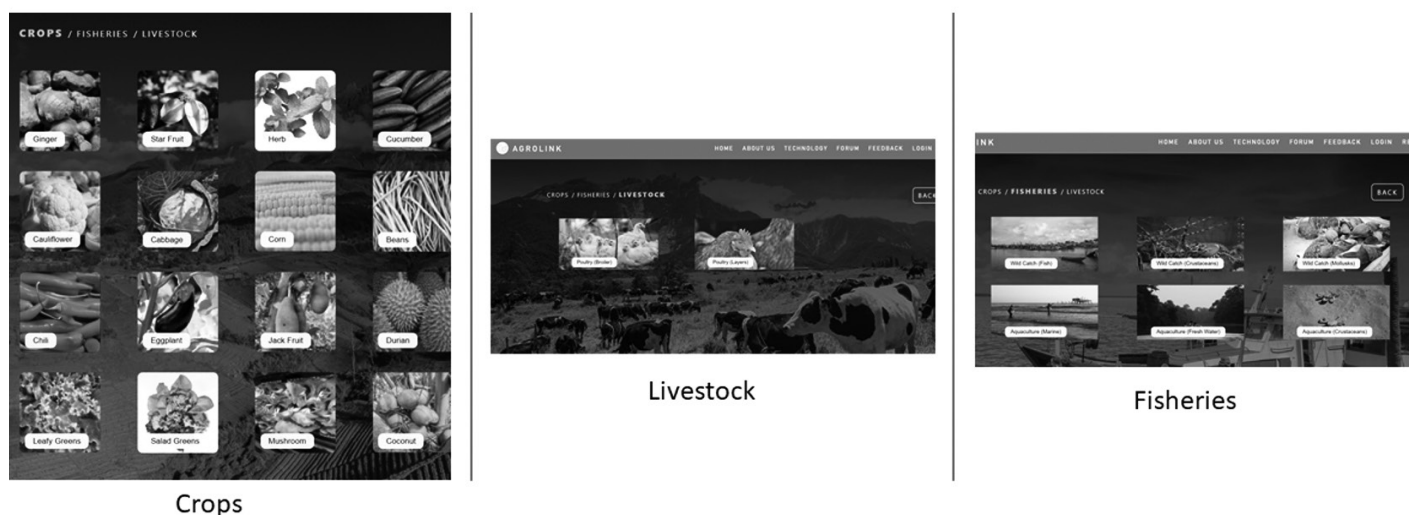 CROPS / FISHERIES / LIVESTOCK
Ginger
Star Fruit
Herb
Cucumber
Cauliflower
Cabbage
Corn
Beans
Chili
Eggplant
Jack Fruit
Durian
Leafy Greens
Salad Greens
Mushroom
Coconut
Crops
AGROLINK
HOME ABOUT US TECHNOLOGY FORUM FEEDBACK LOGIN
CROPS / FISHERIES / LIVESTOCK
BACK
Poultry (Broiler)
Poultry (Layers)
Livestock
INK
HOME ABOUT US TECHNOLOGY FORUM FEEDBACK LOGIN RE
CROPS / FISHERIES / LIVESTOCK
BACK
Wild Catch (Fish)
Wild Catch (Crustaceans)
Wild Catch (Mollusks)
Aquaculture (Marine)
Aquaculture (Fresh Water)
Aquaculture (Crustaceans)
Fisheries